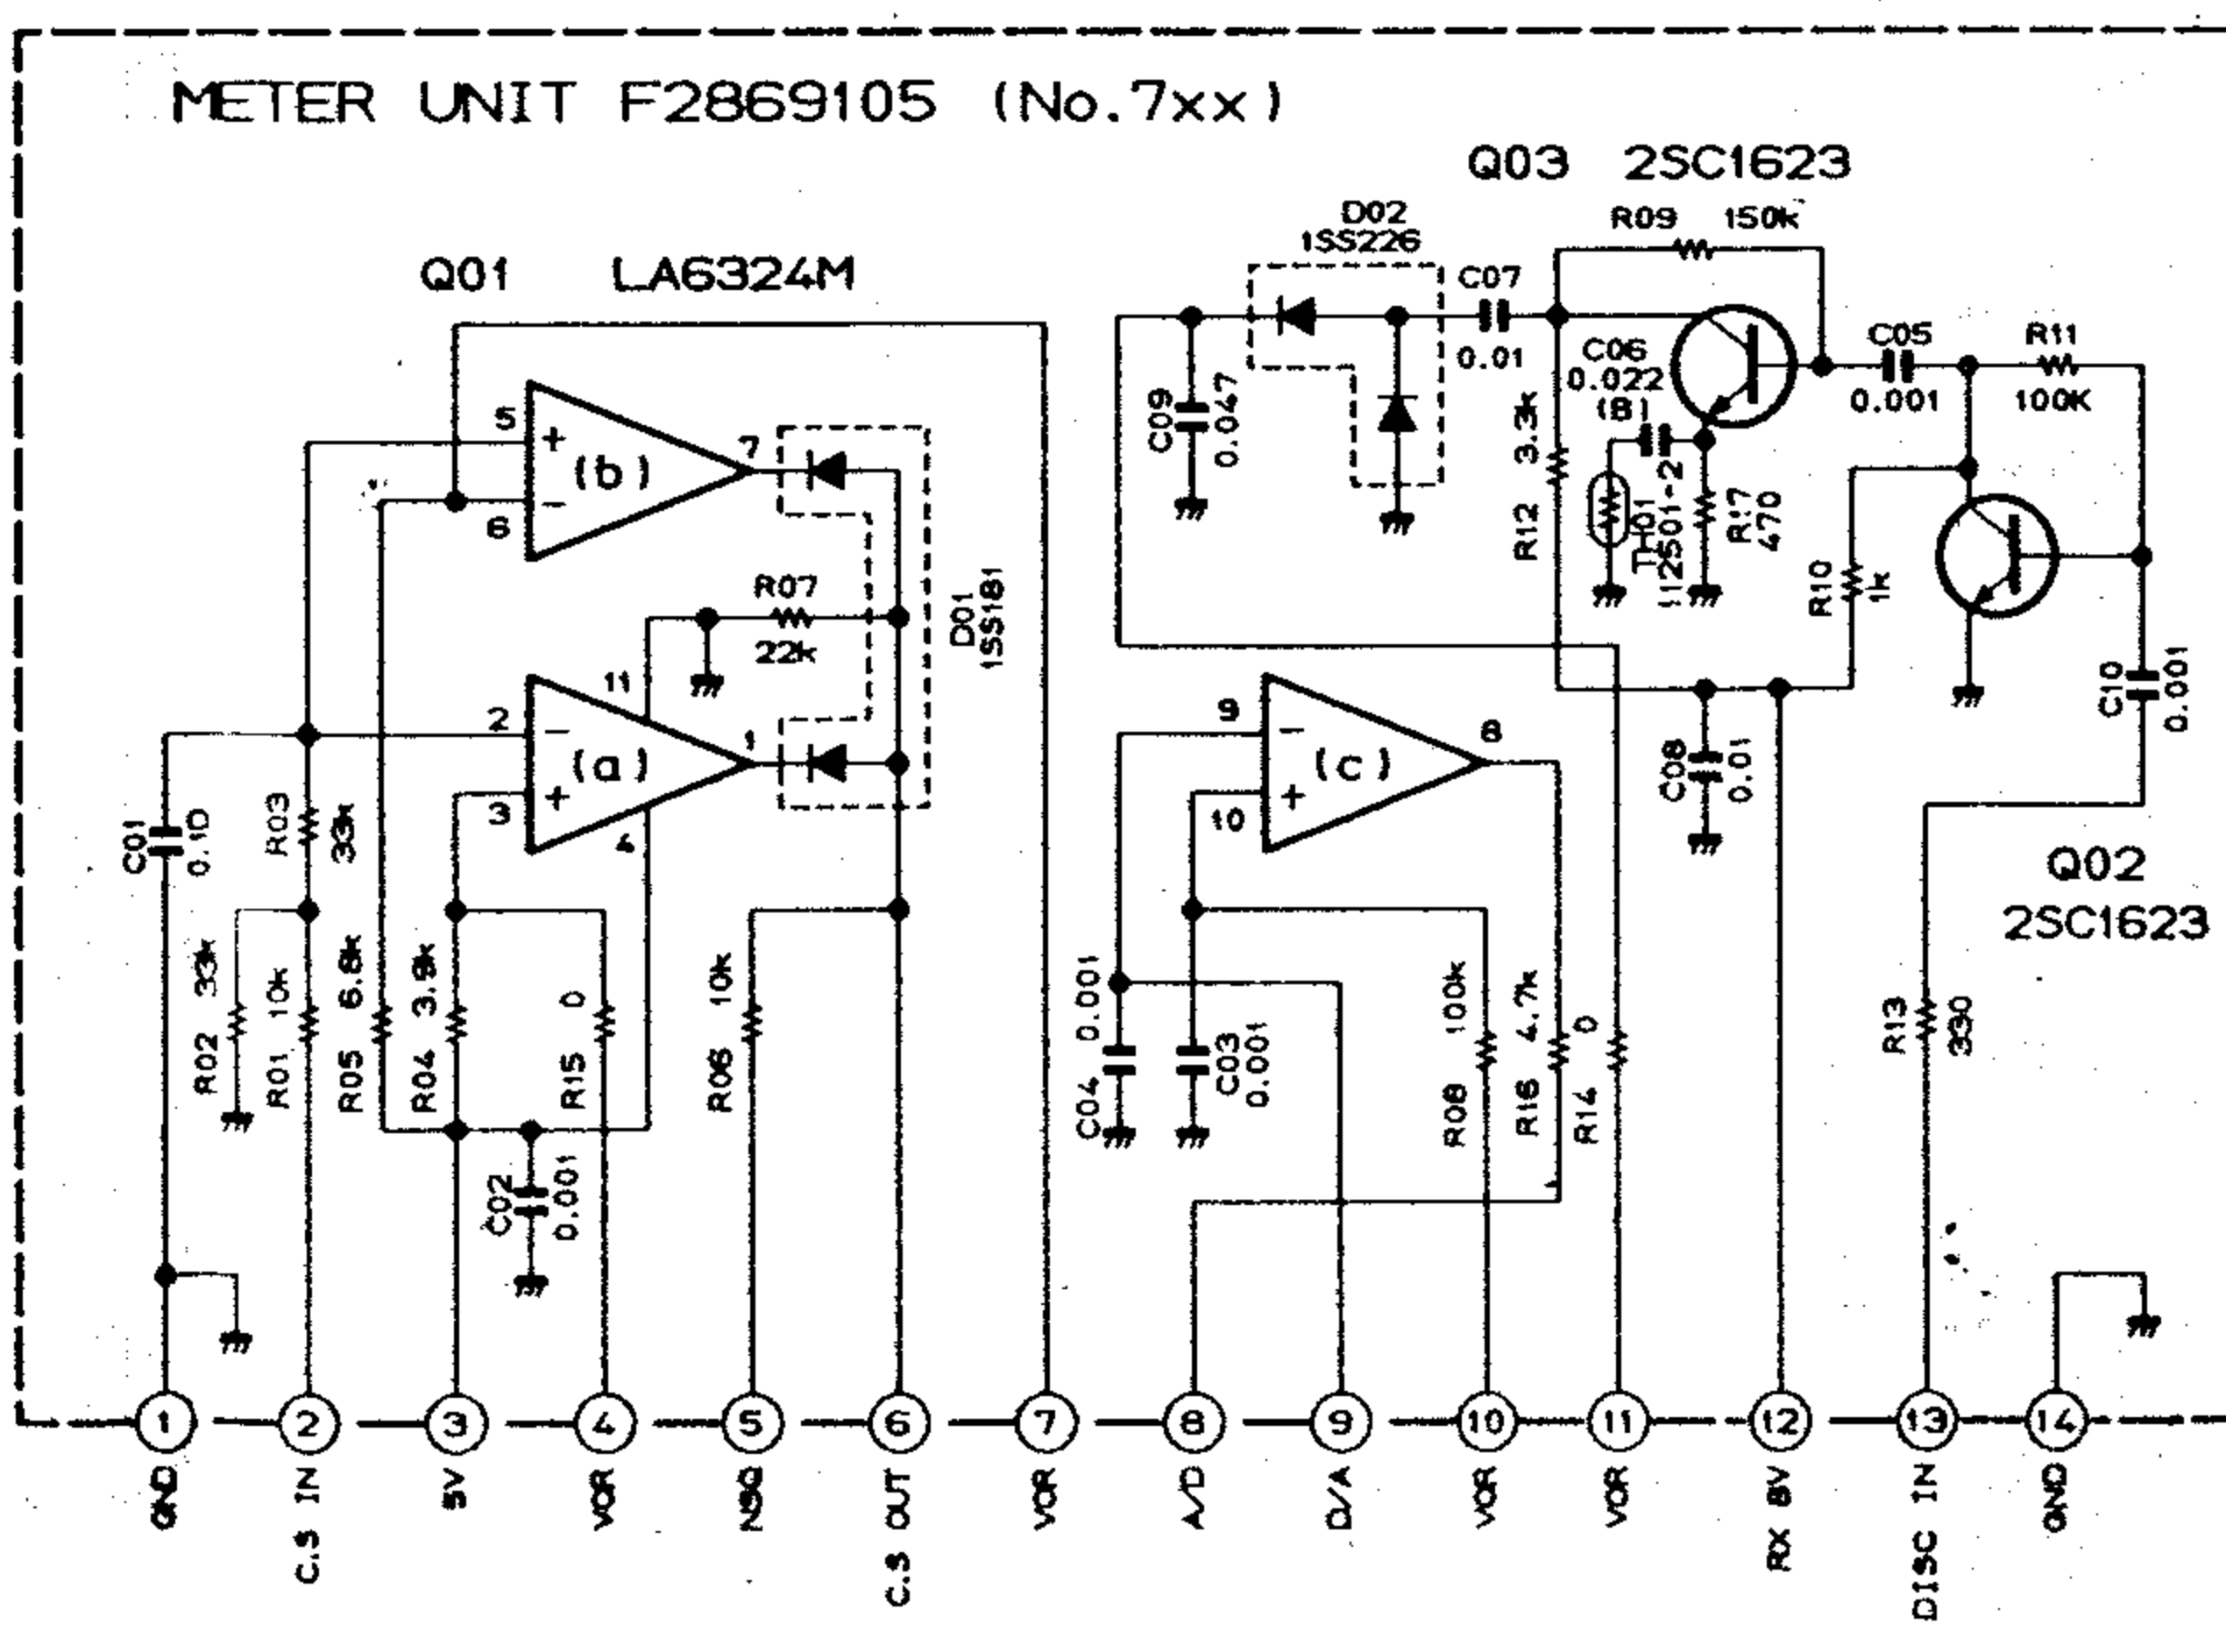 METER UNIT F2869105 (No.7xx)
Q03 2SC1623
D02
1SS226
R09 150k
Q01 LA6324M
C07
0.01
C06
0.022
(B)
C05
0.001
R11
100K
C09
0.047
R12 3.3k
TH01
112501-2
R17
470
R10
1k
5
+
(b)
-
6
7
R07
22k
D01
1SS181
11
2
-
(a)
+
3
1
4
9
-
(c)
+
10
8
C08
0.01
C10
0.001
Q02
2SC1623
C01
0.10
R03
33k
R02 33k
R01 10k
R05 6.8k
R04 3.9k
R15 0
R06 10k
C02
0.001
C04 0.001
C03
0.001
R08 100k
R16 4.7k
R14 0
R13
330
1 2 3 4 5 6 7 8 9 10 11 12 13 14
GND
C.S IN
5V
VOR
NSQ
C.S OUT
VOR
A/D
D/A
VOR
VOR
RX 8V
DISC IN
GND